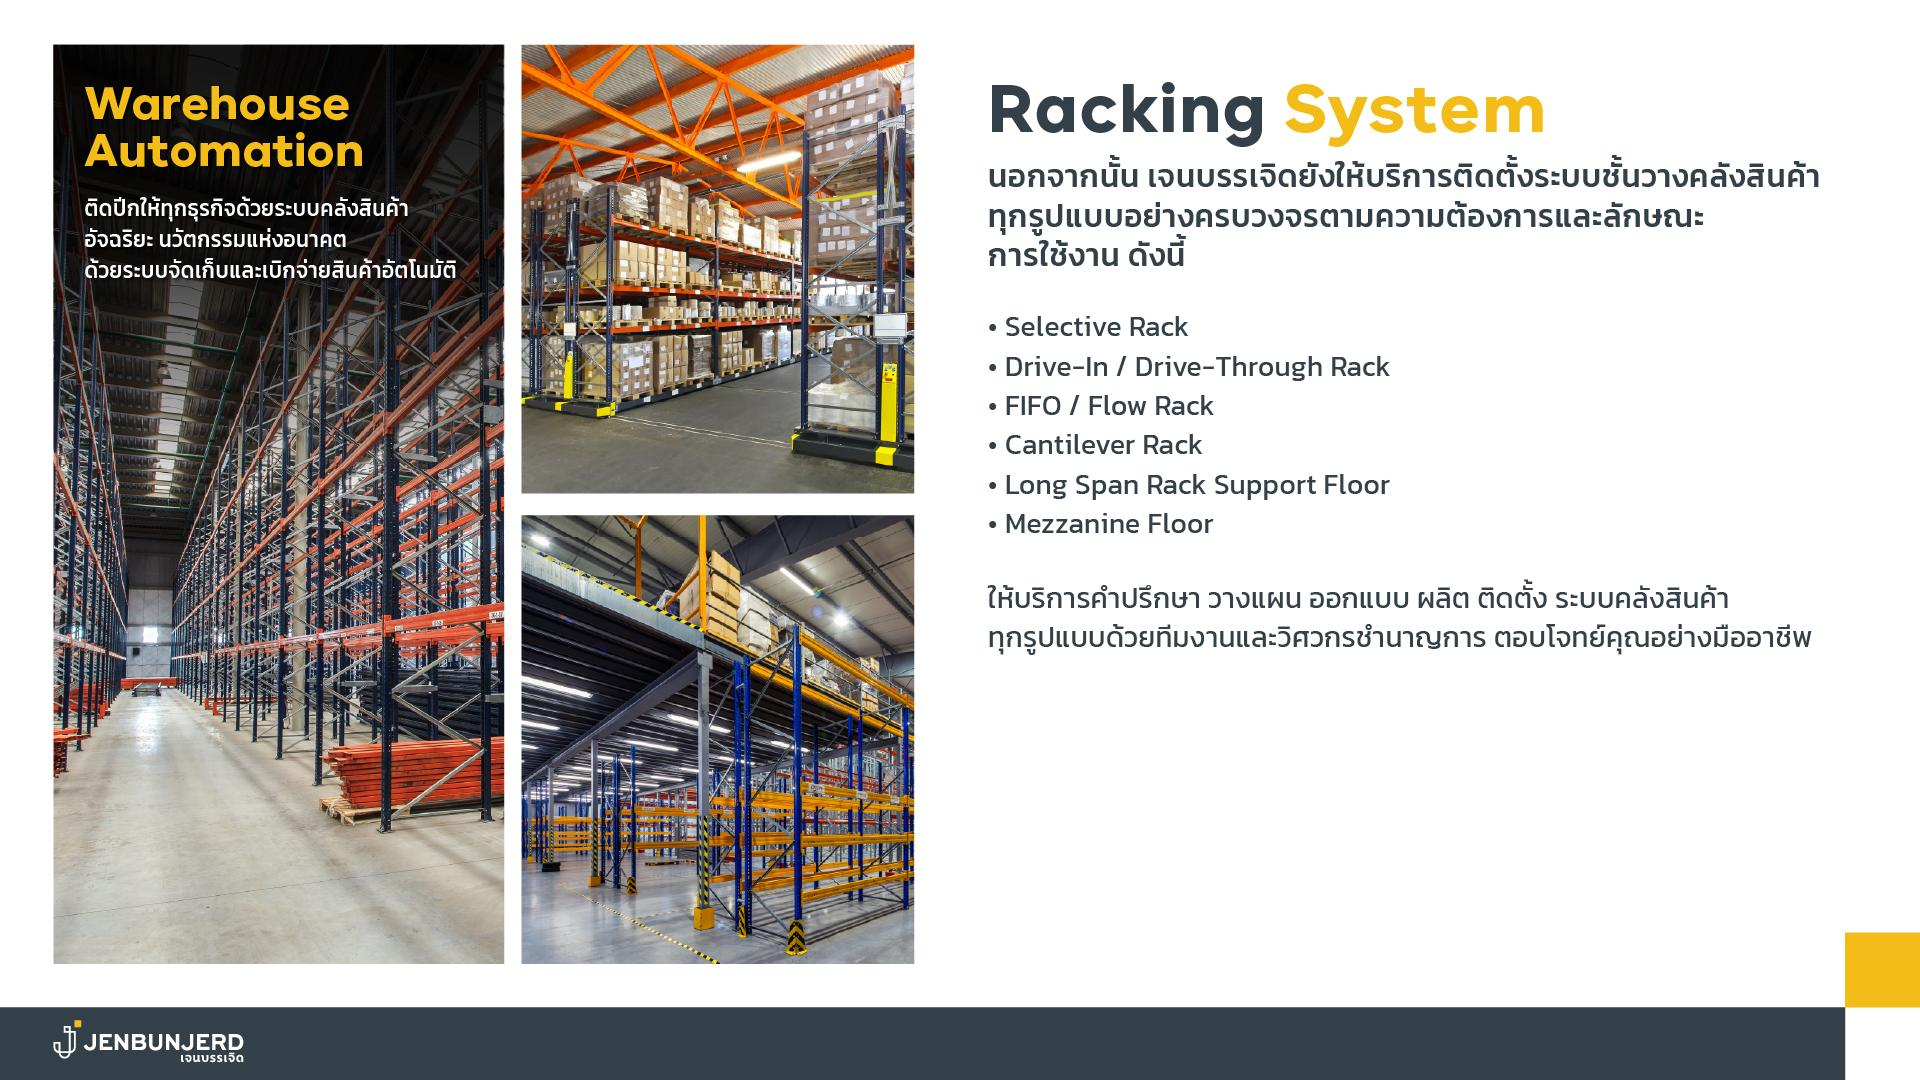 Warehouse
Automation
ติดปีกให้ทุกธุรกิจด้วยระบบคลังสินค้า
อัจฉริยะ นวัตกรรมแห่งอนาคต
ด้วยระบบจัดเก็บและเบิกจ่ายสินค้าอัตโนมัติ
Racking System
นอกจากนั้น เจนบรรเจิดยังให้บริการติดตั้งระบบชั้นวางคลังสินค้า
ทุกรูปแบบอย่างครบวงจรตามความต้องการและลักษณะ
การใช้งาน ดังนี้
• Selective Rack
• Drive-In / Drive-Through Rack
• FIFO / Flow Rack
• Cantilever Rack
• Long Span Rack Support Floor
• Mezzanine Floor
ให้บริการคำปรึกษา วางแผน ออกแบบ ผลิต ติดตั้ง ระบบคลังสินค้า
ทุกรูปแบบด้วยทีมงานและวิศวกรชำนาญการ ตอบโจทย์คุณอย่างมืออาชีพ
JENBUNJERD
เจนบรรเจิด